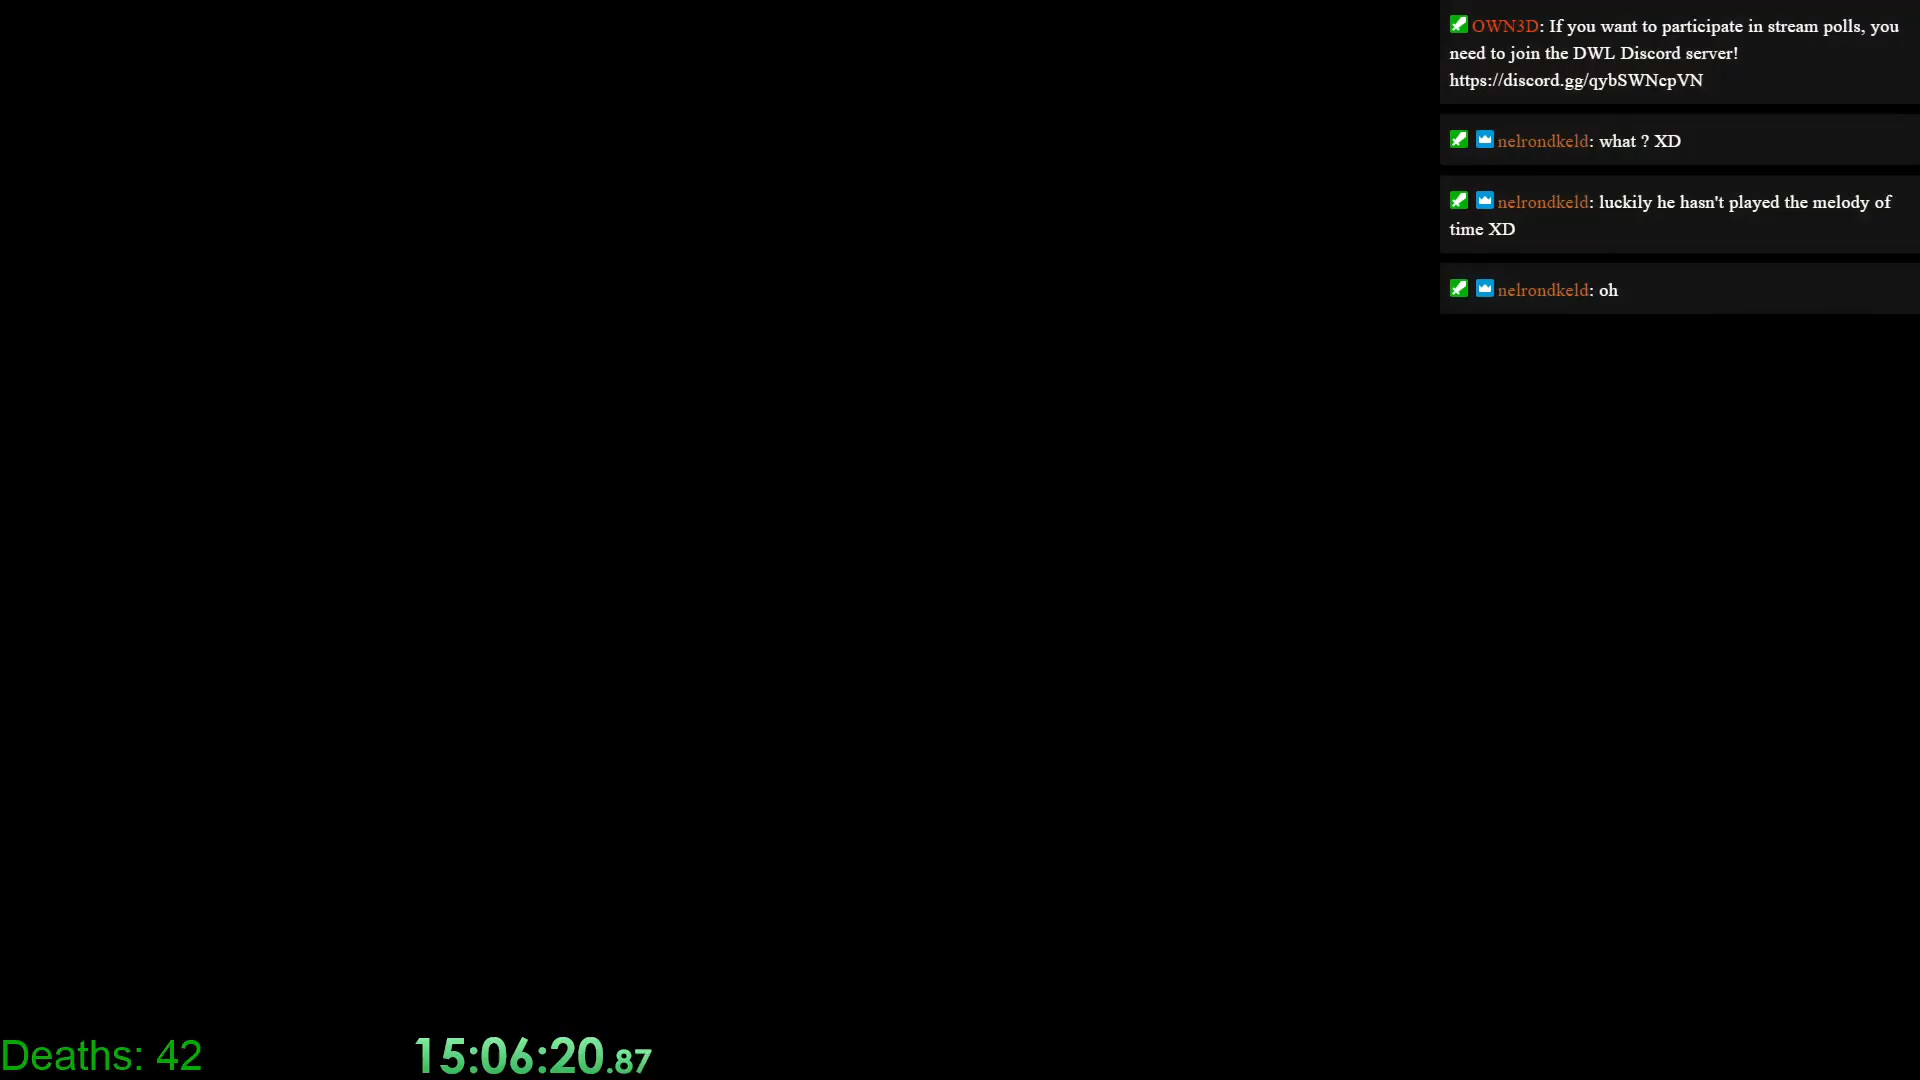 OWN3D: If you want to participate in stream polls, you
need to join the DWL Discord server!
https://discord.gg/qybSWNcpVN
nelrondkeld: what ? XD
nelrondkeld: luckily he hasn't played the melody of
time XD
nelrondkeld: oh
Deaths: 42
15:06:20.87